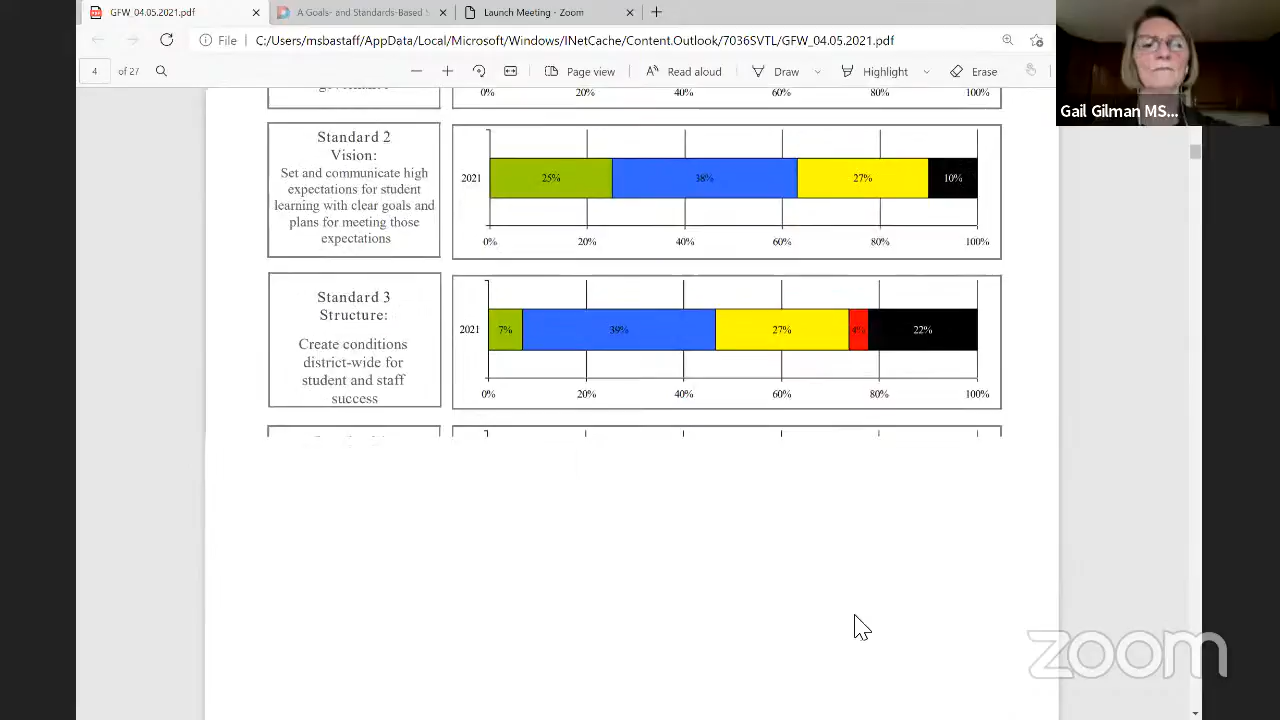 GFW_04.05.2021.pdf
A Goals- and Standards-Based S
Launch Meeting - Zoom
File
C:/Users/msbastaff/AppData/Local/Microsoft/Windows/INetCache/Content.Outlook/7036SVTL/GFW_04.05.2021.pdf
4 of 27
Page view
Read aloud
Draw
Highlight
Erase
Gail Gilman MS...
0% 20% 40% 60% 80% 100%
Standard 2
Vision:
Set and communicate high
expectations for student
learning with clear goals and
plans for meeting those
expectations
2021 25% 38% 27% 10%
0% 20% 40% 60% 80% 100%
Standard 3
Structure:
Create conditions
district-wide for
student and staff
success
2021 7% 39% 27% 4% 22%
0% 20% 40% 60% 80% 100%
zoom